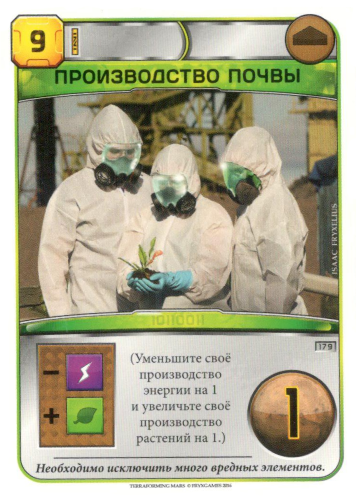 9
ПРОИЗВОДСТВО ПОЧВЫ
ISAAC FRYXELIUS
179
(Уменьшите своё
производство
энергии на 1
и увеличьте своё
производство
растений на 1.)
1
Необходимо исключить много вредных элементов.
TERRAFORMING MARS © FRYXGAMES 2016